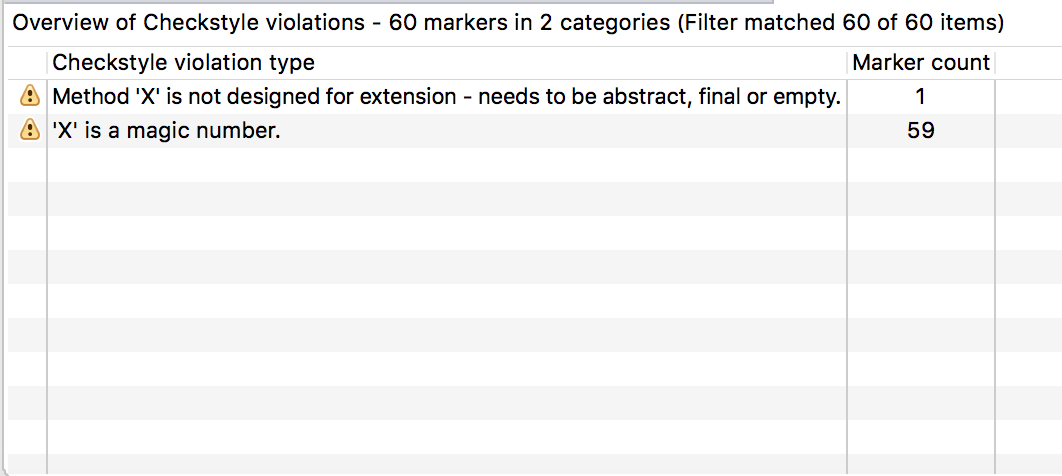 Overview of Checkstyle violations - 60 markers in 2 categories (Filter matched 60 of 60 items)
Checkstyle violation type Marker count
Method 'X' is not designed for extension - needs to be abstract, final or empty. 1
'X' is a magic number. 59